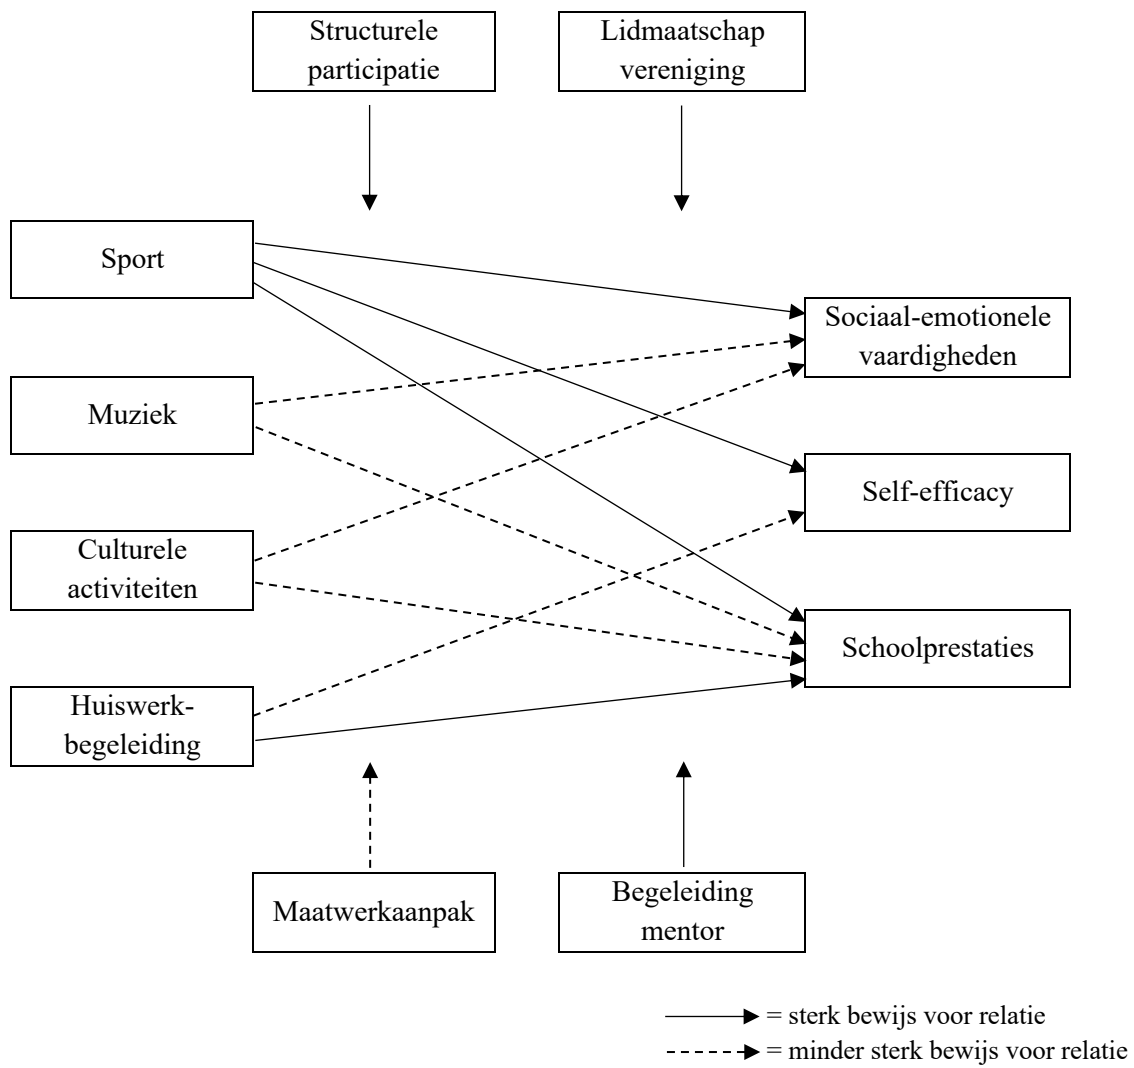 Structurele
participatie
Lidmaatschap
vereniging
Sport
Muziek
Culturele
activiteiten
Huiswerk-
begeleiding
Sociaal-emotionele
vaardigheden
Self-efficacy
Schoolprestaties
Maatwerkaanpak
Begeleiding
mentor
= sterk bewijs voor relatie
= minder sterk bewijs voor relatie